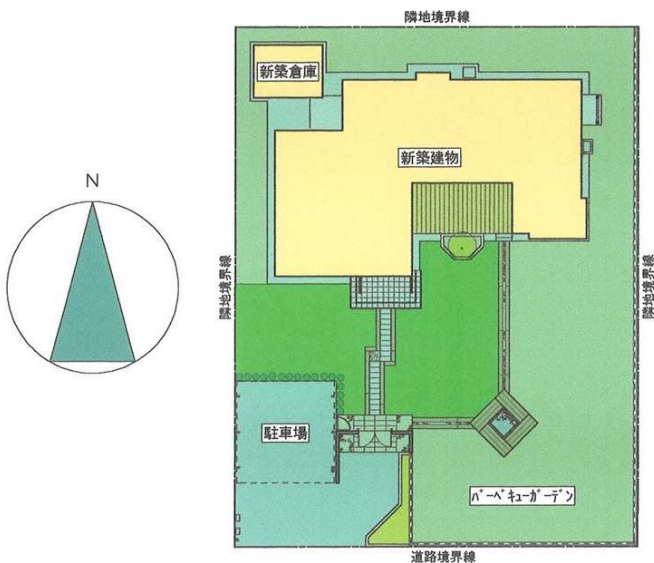 隣地境界線
新築倉庫
新築建物
N
隣地境界線
隣地境界線
駐車場
バーベキューガーデン
道路境界線